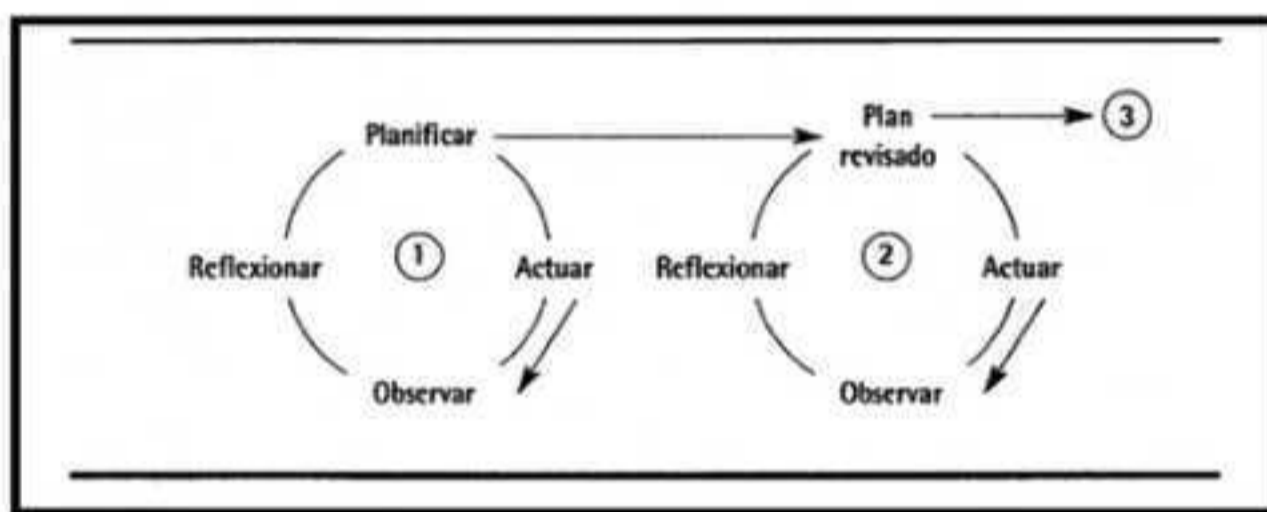 Planificar
Plan
revisado
3
Reflexionar
1
Actuar
Reflexionar
2
Actuar
Observar
Observar